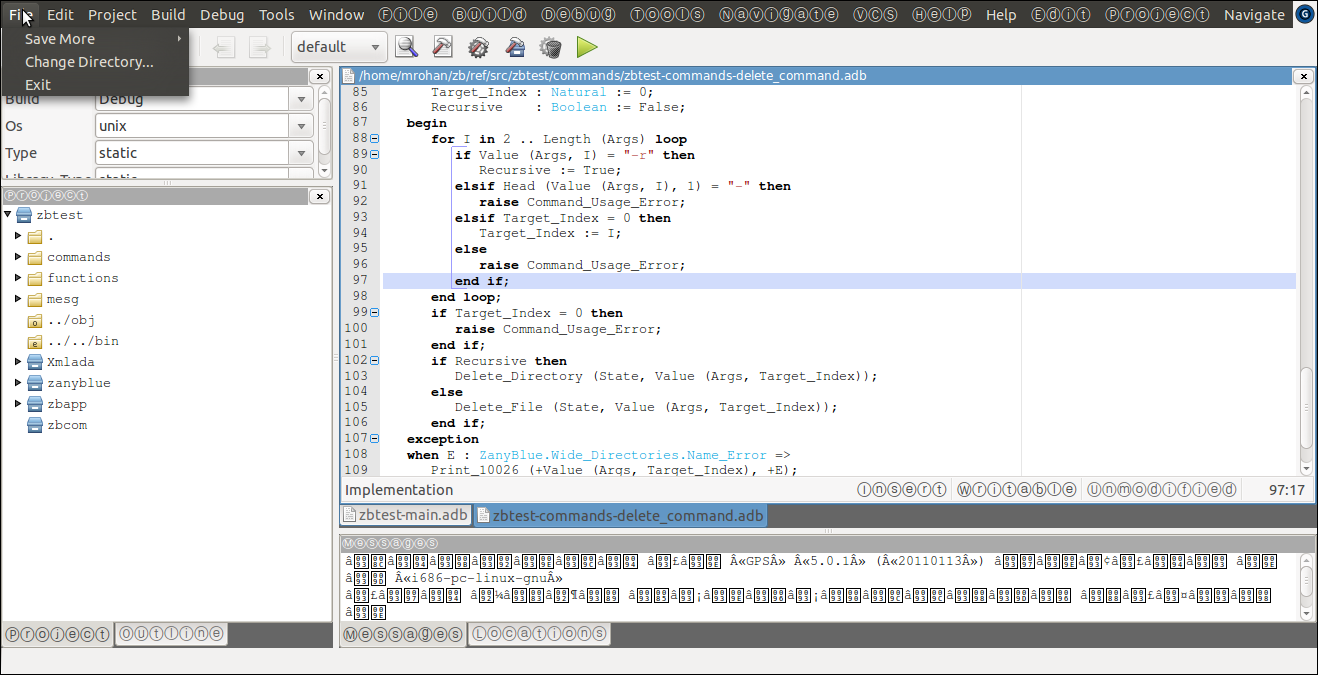 File Edit Project Build Debug Tools Window Ⓕⓘⓛⓔ Ⓑⓤⓘⓛⓓ Ⓓⓔⓑⓤⓖ Ⓣⓞⓞⓛⓢ Ⓝⓐⓥⓘⓖⓐⓣⓔ ⓋⒸⓈ Ⓗⓔⓛⓟ Help Ⓔⓓⓘⓣ Ⓟⓡⓞⓙⓔⓒⓣ Navigate G
Save More
Change Directory...
Exit
default
Build Debug
Os unix
Type static
Library_Type static
Ⓟⓡⓞⓙⓔⓒⓣ
zbtest
.
commands
functions
mesg
../obj
../../bin
Xmlada
zanyblue
zbapp
zbcom
Ⓟⓡⓞⓙⓔⓒⓣ Ⓞⓤⓣⓛⓘⓝⓔ
/home/mrohan/zb/ref/src/zbtest/commands/zbtest-commands-delete_command.adb
85 Target_Index : Natural := 0;
86 Recursive : Boolean := False;
87 begin
88 for I in 2 .. Length (Args) loop
89 if Value (Args, I) = "-r" then
90 Recursive := True;
91 elsif Head (Value (Args, I), 1) = "-" then
92 raise Command_Usage_Error;
93 elsif Target_Index = 0 then
94 Target_Index := I;
95 else
96 raise Command_Usage_Error;
97 end if;
98 end loop;
99 if Target_Index = 0 then
100 raise Command_Usage_Error;
101 end if;
102 if Recursive then
103 Delete_Directory (State, Value (Args, Target_Index));
104 else
105 Delete_File (State, Value (Args, Target_Index));
106 end if;
107 exception
108 when E : ZanyBlue.Wide_Directories.Name_Error =>
109 Print_10026 (+Value (Args, Target_Index), +E);
Implementation Ⓘⓝⓢⓔⓡⓣ Ⓦⓡⓘⓣⓐⓑⓛⓔ Ⓤⓝⓜⓞⓓⓘⓕⓘⓔⓓ 97:17
zbtest-main.adb zbtest-commands-delete_command.adb
Ⓜⓔⓢⓢⓐⓖⓔⓢ
Â«GPSÂ» Â«5.0.1Â» (Â«20110113Â»)
Â«i686-pc-linux-gnuÂ»
Ⓜⓔⓢⓢⓐⓖⓔⓢ Ⓛⓞⓒⓐⓣⓘⓞⓝⓢ